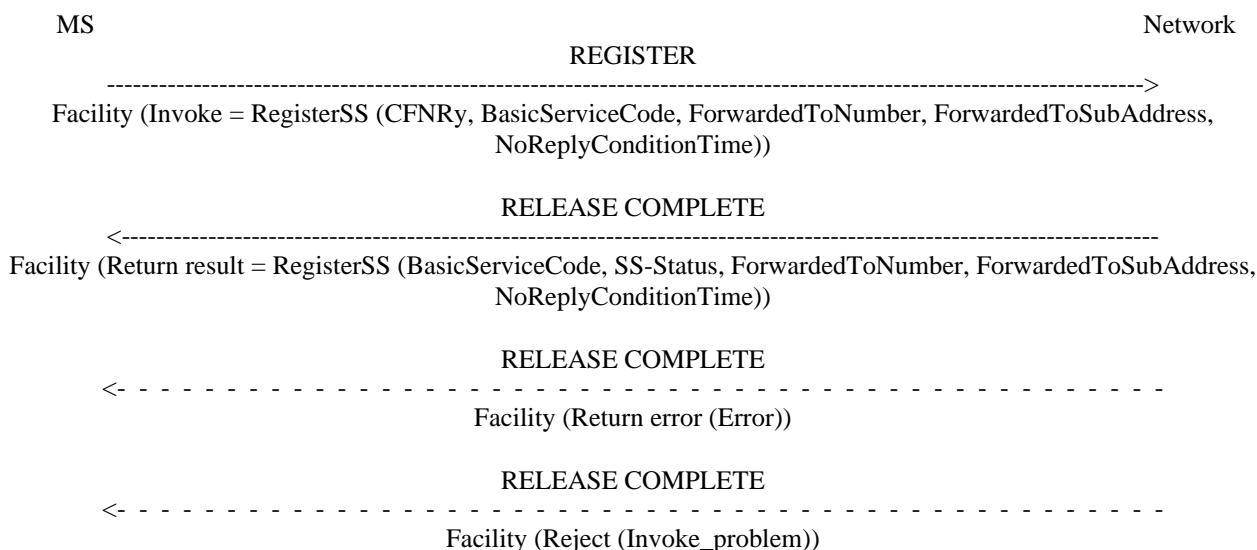 MS Network
REGISTER
------------------------------------------------------------------------------------------------------------------------>
Facility (Invoke = RegisterSS (CFNRy, BasicServiceCode, ForwardedToNumber, ForwardedToSubAddress,
NoReplyConditionTime))
RELEASE COMPLETE
<------------------------------------------------------------------------------------------------------------------------
Facility (Return result = RegisterSS (BasicServiceCode, SS-Status, ForwardedToNumber, ForwardedToSubAddress,
NoReplyConditionTime))
RELEASE COMPLETE
<- - - - - - - - - - - - - - - - - - - - - - - - - - - - - - - - - - - - - - -
Facility (Return error (Error))
RELEASE COMPLETE
<- - - - - - - - - - - - - - - - - - - - - - - - - - - - - - - - - - - - - - -
Facility (Reject (Invoke_problem))